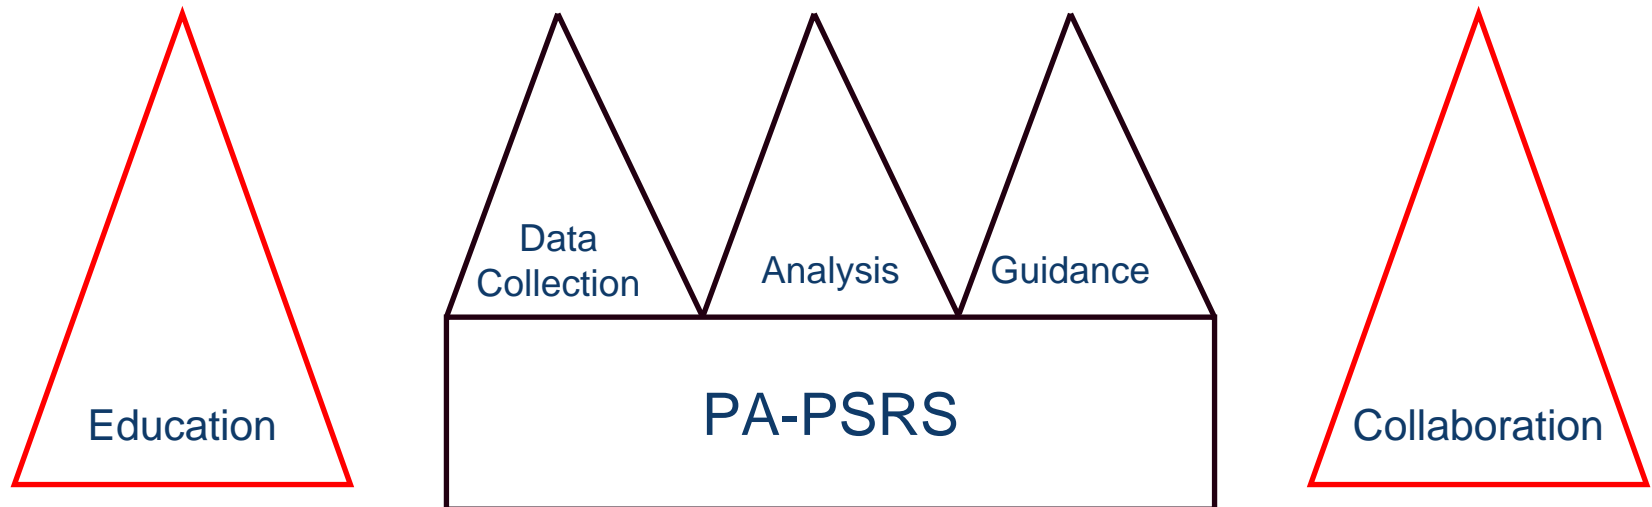 Data
Collection
Analysis
Guidance
Education
PA-PSRS
Collaboration